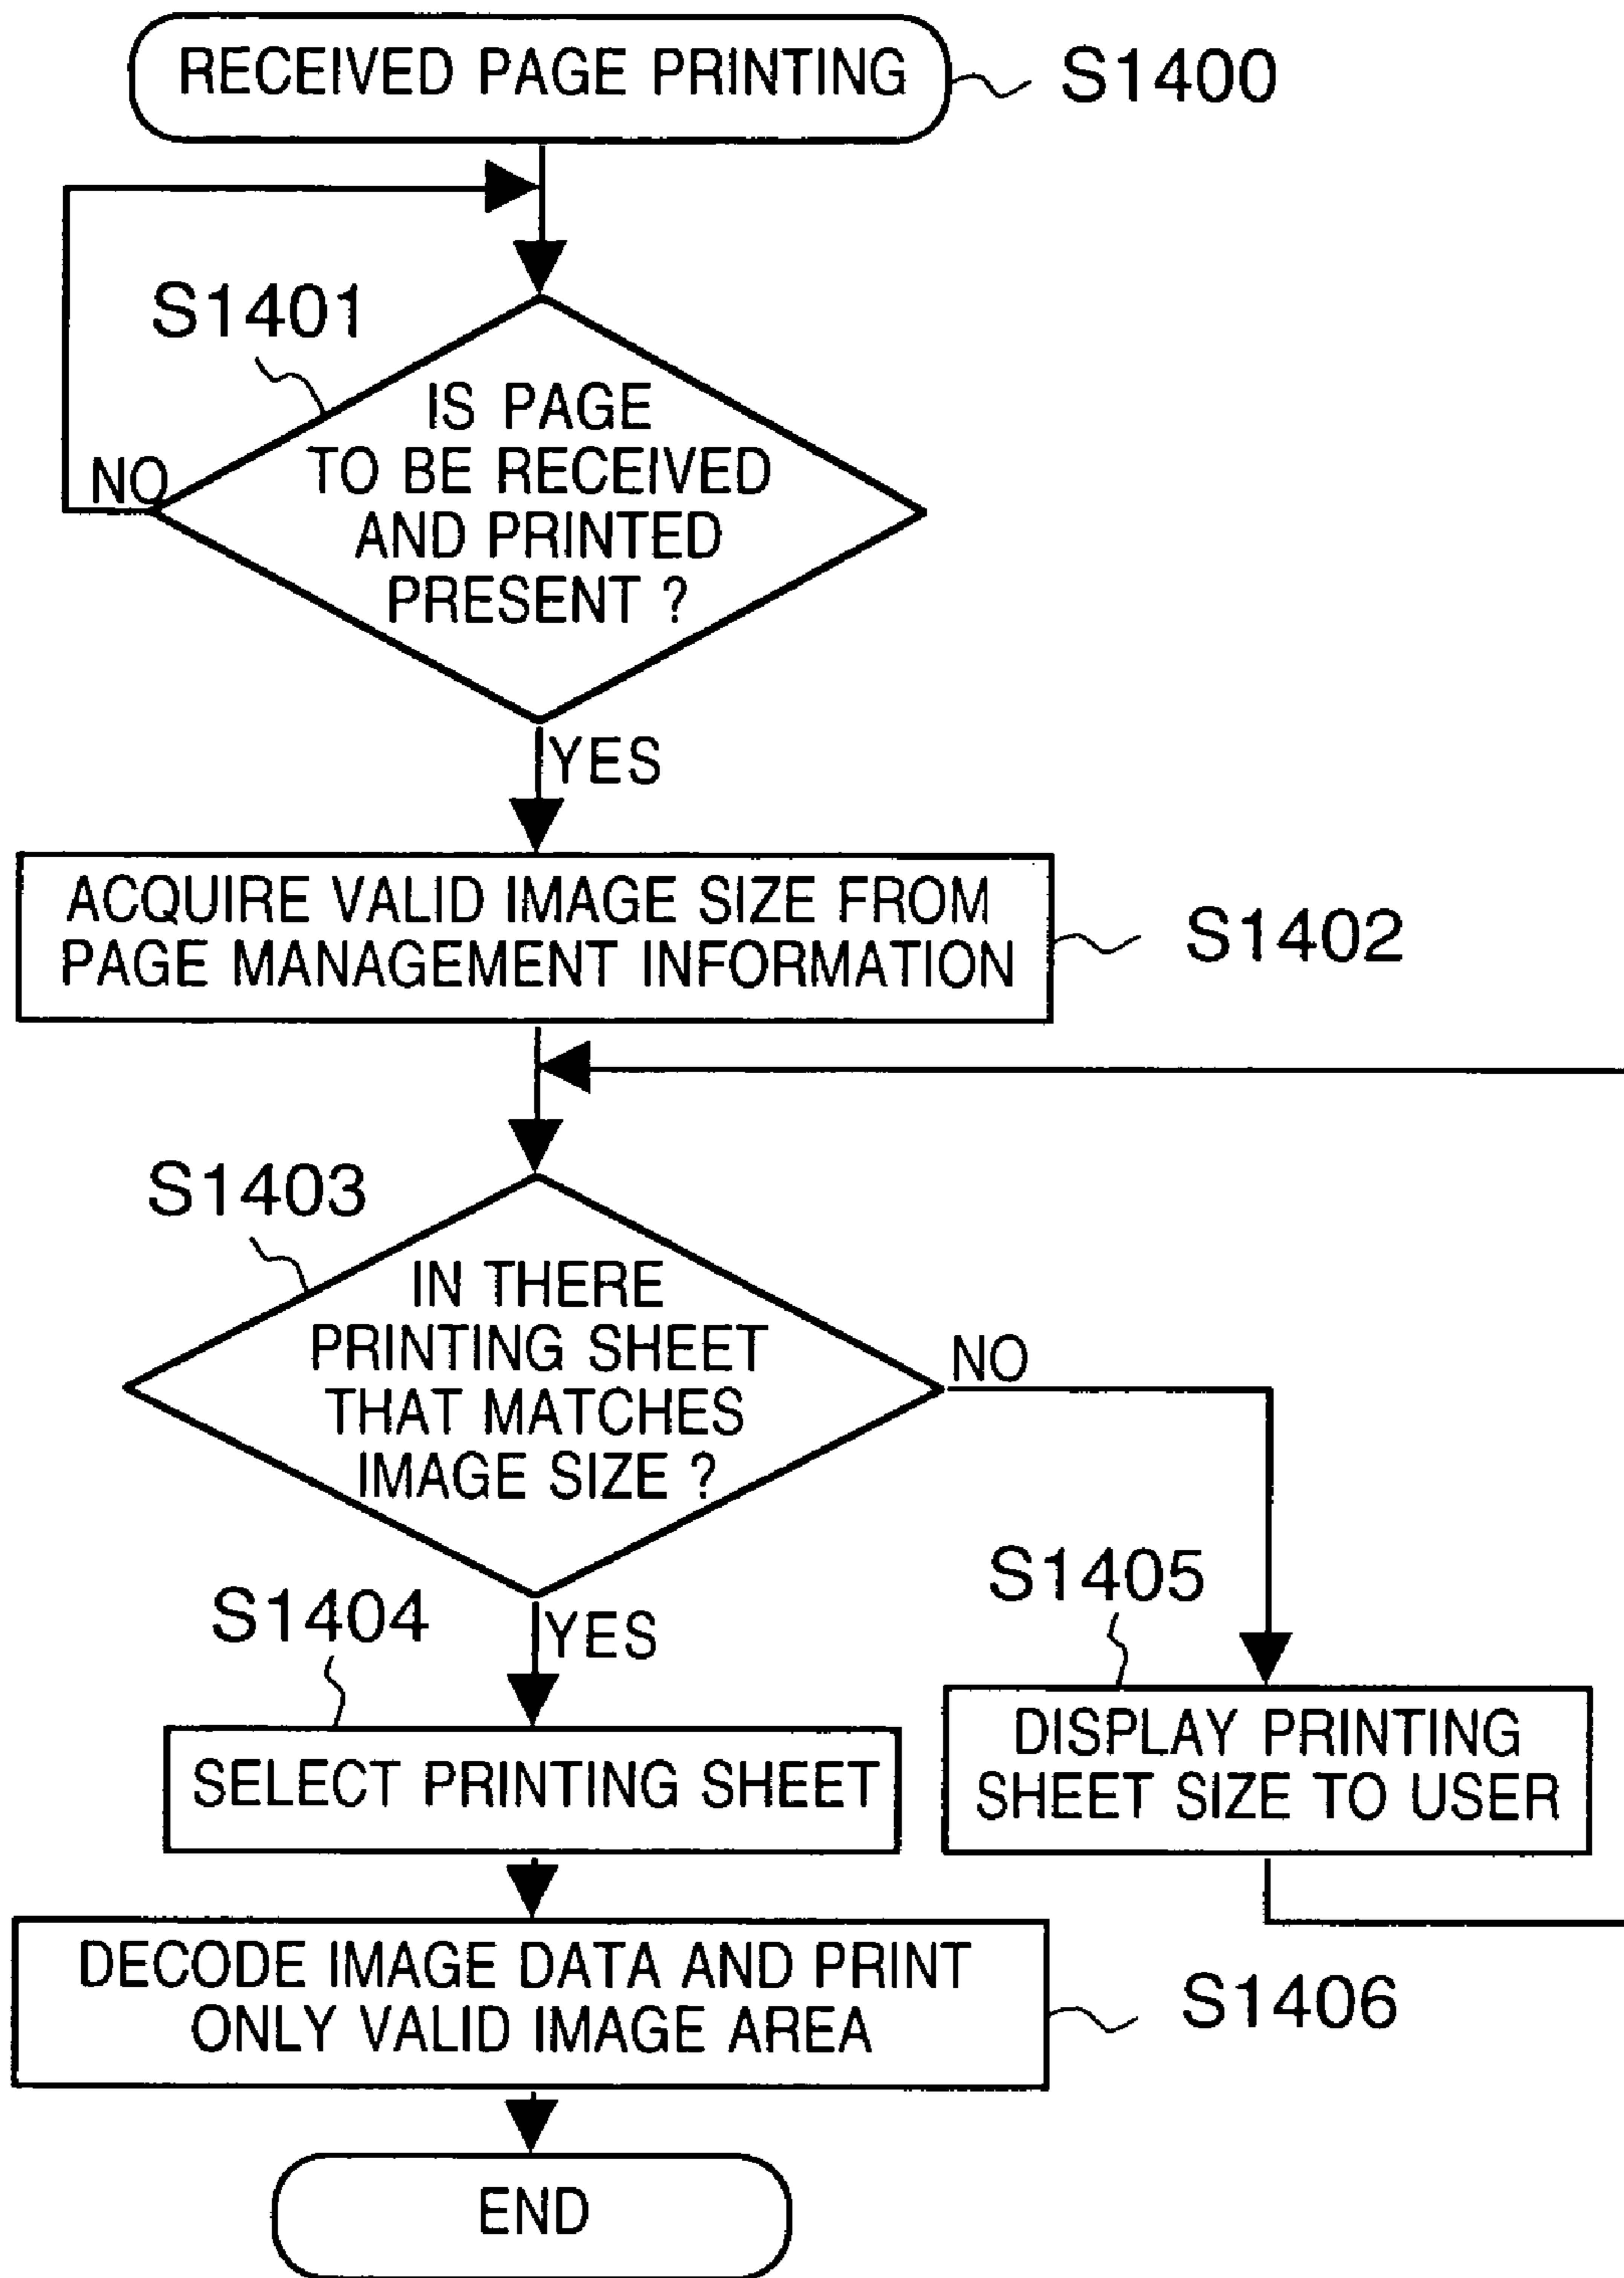 RECEIVED PAGE PRINTING
S1400
S1401
IS PAGE
TO BE RECEIVED
AND PRINTED
PRESENT ?
NO
YES
ACQUIRE VALID IMAGE SIZE FROM
PAGE MANAGEMENT INFORMATION
S1402
S1403
IN THERE
PRINTING SHEET
THAT MATCHES
IMAGE SIZE ?
NO
YES
S1404
SELECT PRINTING SHEET
S1405
DISPLAY PRINTING
SHEET SIZE TO USER
DECODE IMAGE DATA AND PRINT
ONLY VALID IMAGE AREA
S1406
END